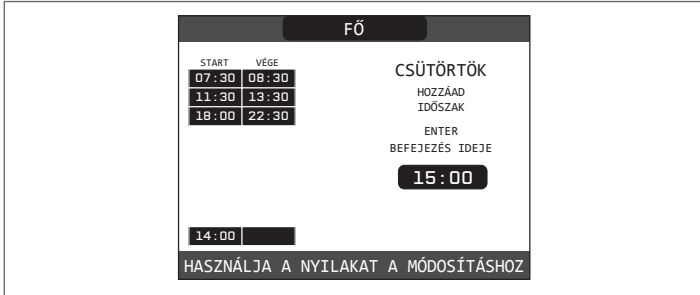 FŐ
START VÉGE
07:30 08:30
11:30 13:30
18:00 22:30
14:00
CSÜTÖRTÖK
HOZZÁAD
IDŐSZAK
ENTER
BEFEJEZÉS IDEJE
15:00
HASZNÁLJA A NYILAKAT A MÓDOSÍTÁSHOZ